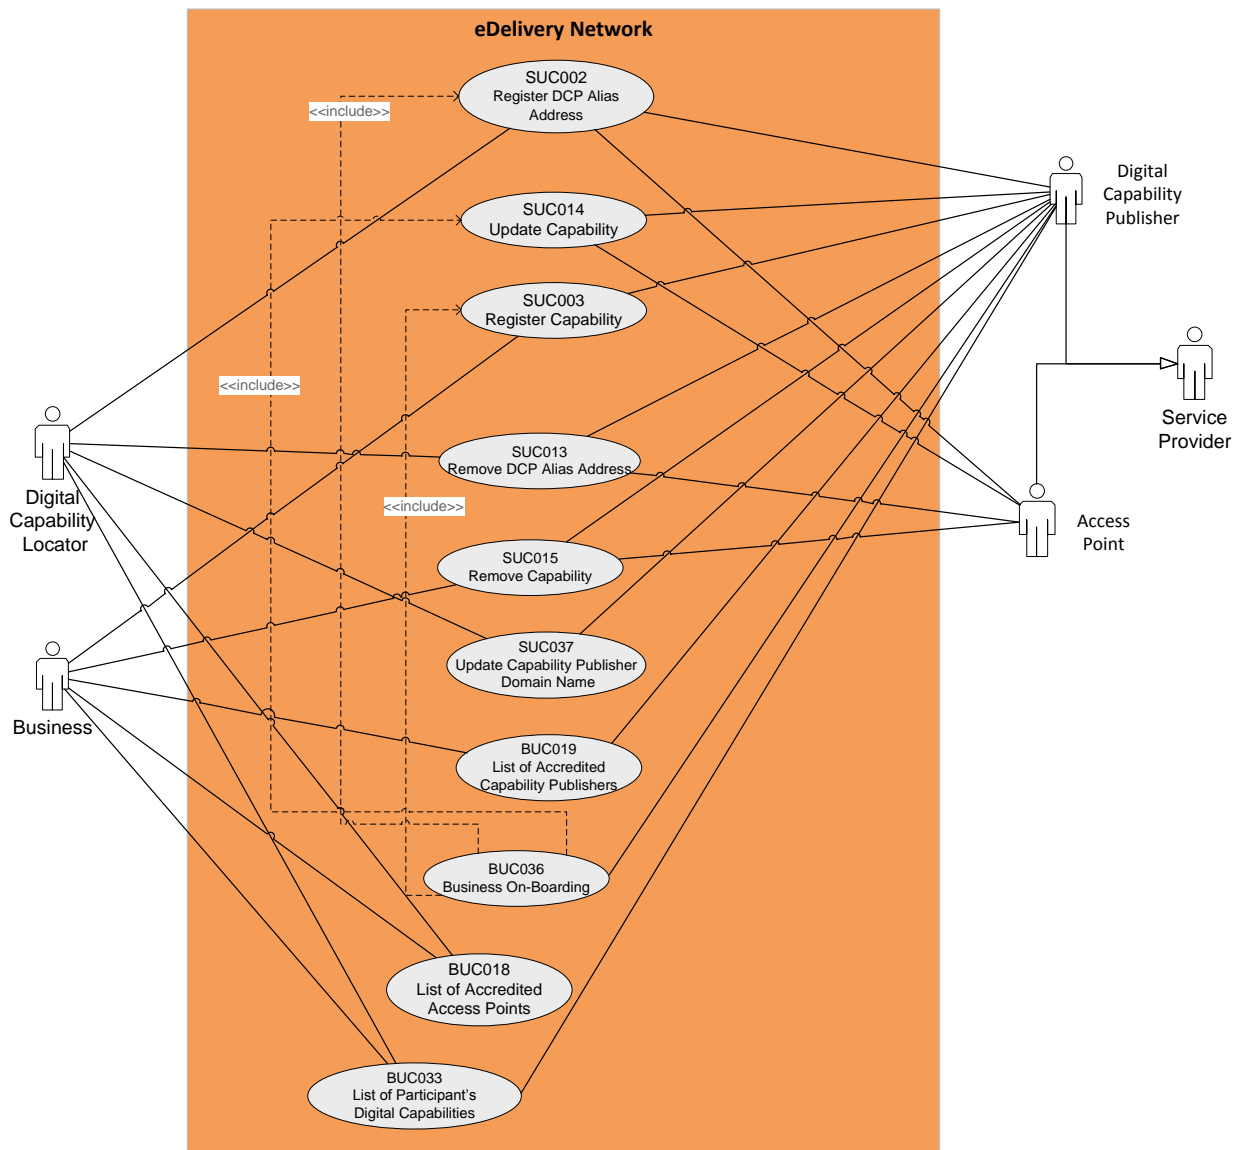 eDelivery Network
SUC002
Register DCP Alias
Address
<<include>>
Digital
Capability
Publisher
SUC014
Update Capability
SUC003
Register Capability
<<include>>
Service
Provider
Digital
Capability
Locator
SUC013
Remove DCP Alias Address
<<include>>
Access
Point
SUC015
Remove Capability
SUC037
Update Capability Publisher
Domain Name
Business
BUC019
List of Accredited
Capability Publishers
BUC036
Business On-Boarding
BUC018
List of Accredited
Access Points
BUC033
List of Participant's
Digital Capabilities